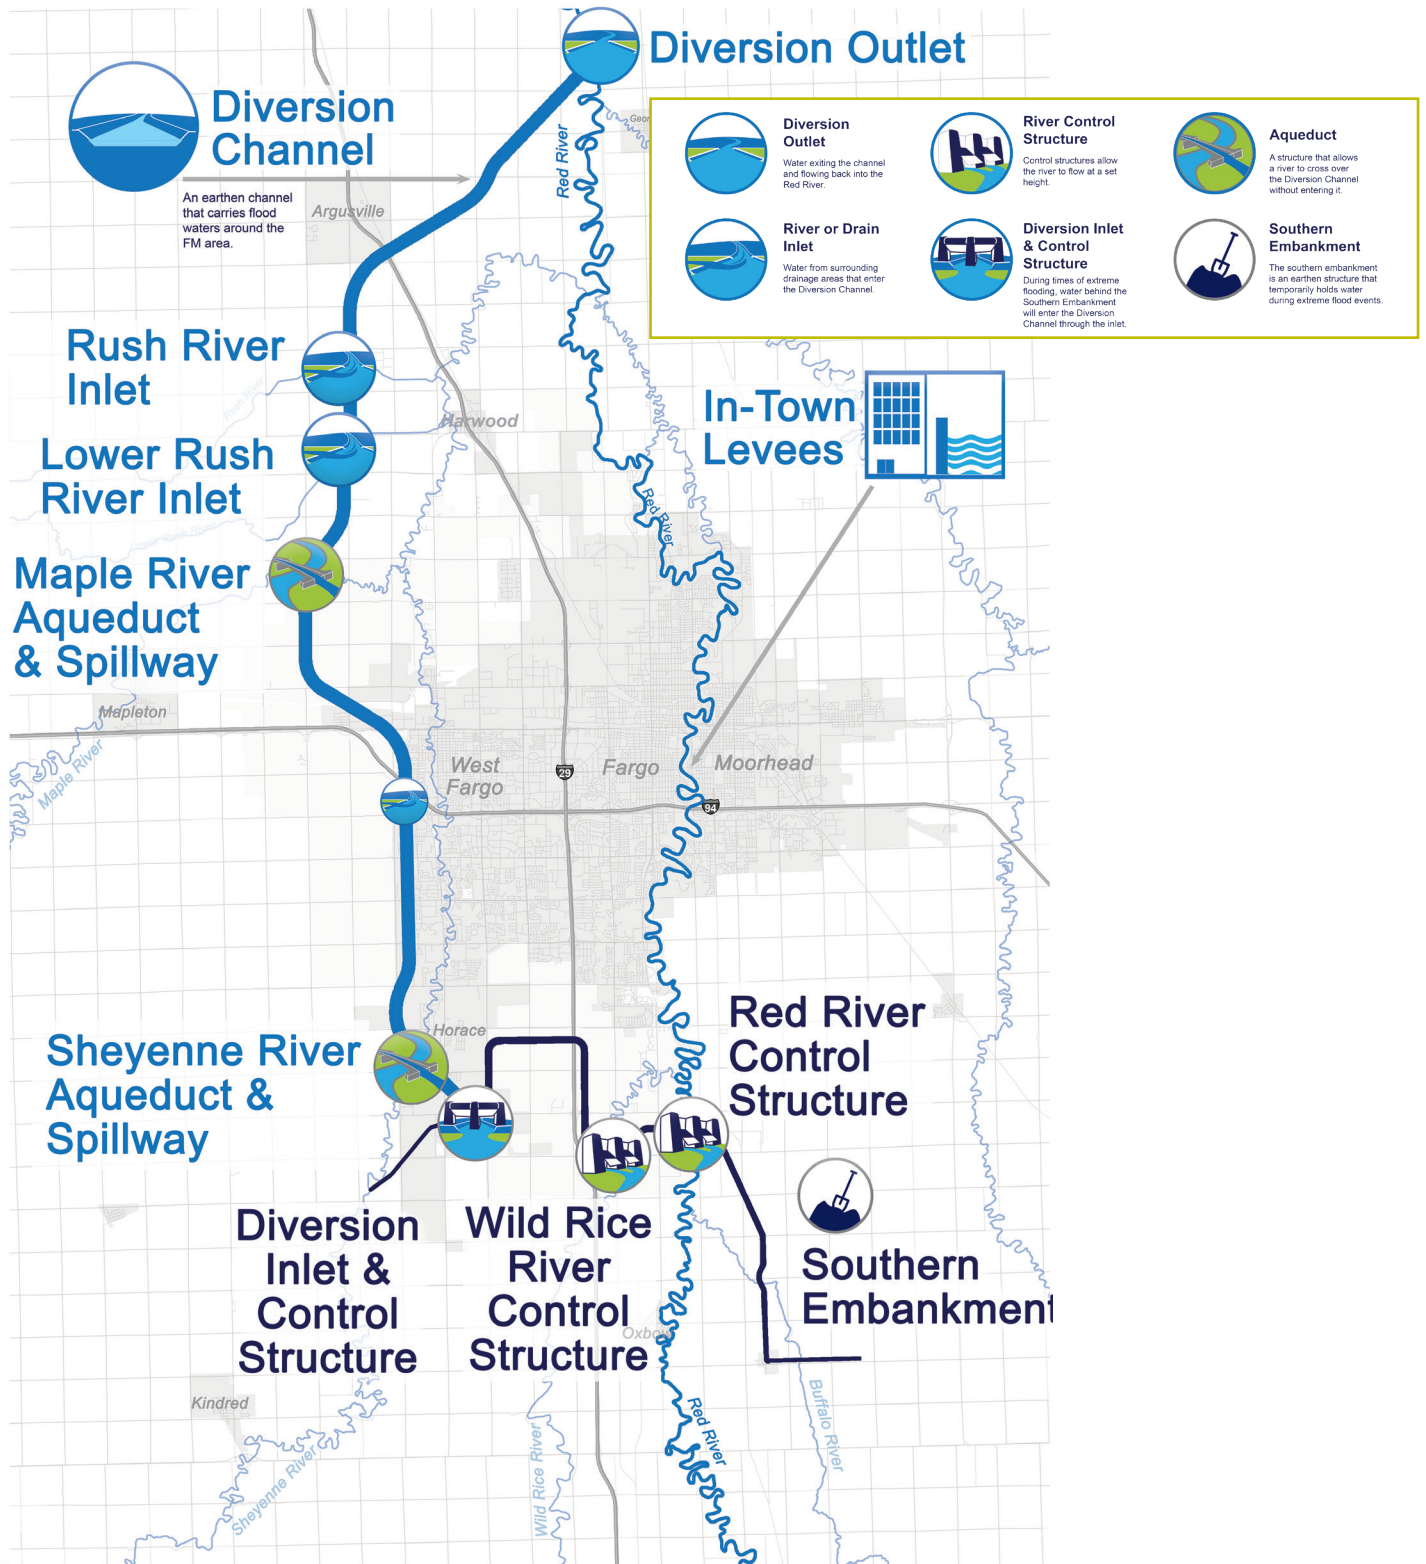 Diversion Outlet
Diversion
Channel
An earthen channel
that carries flood
waters around the
FM area.
Diversion
Outlet
Water exiting the channel
and flowing back into the
Red River.
River Control
Structure
Control structures allow
the river to flow at a set
height.
Aqueduct
A structure that allows
a river to cross over
the Diversion Channel
without entering it.
River or Drain
Inlet
Water from surrounding
drainage areas that enter
the Diversion Channel.
Diversion Inlet
& Control
Structure
During times of extreme
flooding, water behind the
Southern Embankment
will enter the Diversion
Channel through the inlet.
Southern
Embankment
The southern embankment
is an earthen structure that
temporarily holds water
during extreme flood events.
Red River
Argusville
Rush River
Inlet
Rush River
Harwood
In-Town
Levees
Lower Rush
River Inlet
Red River
Maple River
Aqueduct
& Spillway
Mapleton
Maple River
West
Fargo
29
Fargo
Moorhead
94
Red River
Control
Structure
Horace
Sheyenne River
Aqueduct &
Spillway
Diversion
Inlet &
Control
Structure
Wild Rice
River
Control
Structure
Southern
Embankment
Oxbow
Kindred
Sheyenne River
Wild Rice River
Red River
Buffalo River